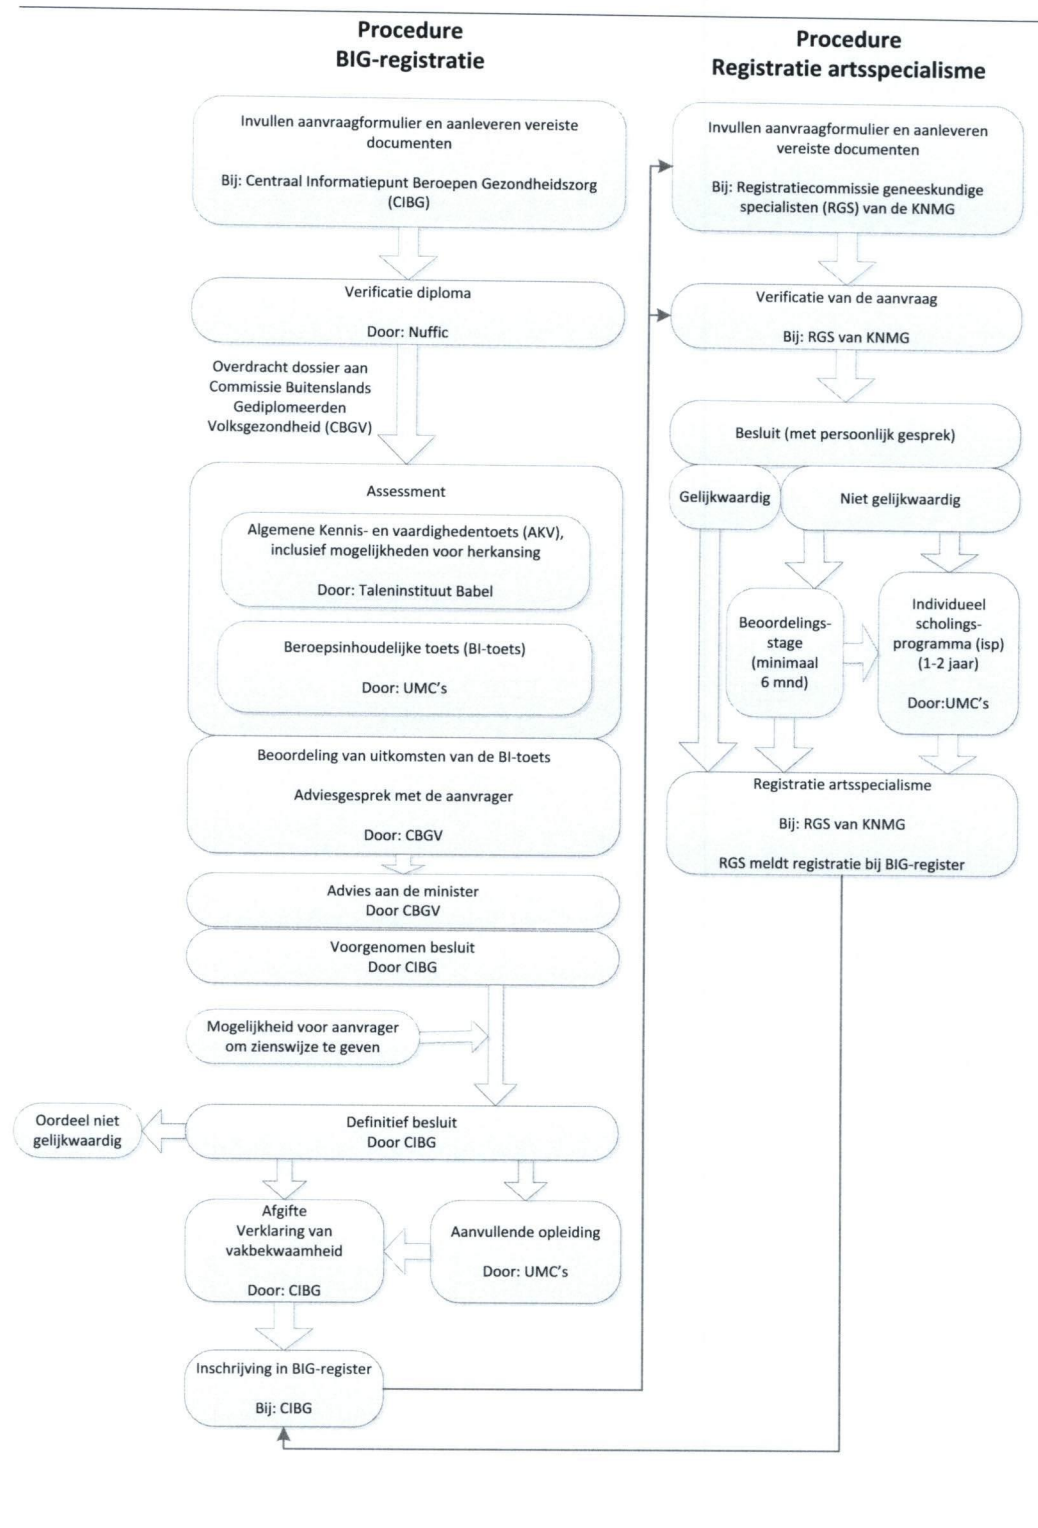 Procedure
BIG-registratie
Invullen aanvraagformulier en aanleveren vereiste
documenten
Bij: Centraal Informatiepunt Beroepen Gezondheidszorg
(CIBG)
Verificatie diploma
Door: Nuffic
Overdracht dossier aan
Commissie Buitenslands
Gediplomeerden
Volksgezondheid (CBGV)
Assessment
Algemene Kennis- en vaardighedentoets (AKV),
inclusief mogelijkheden voor herkansing
Door: Taleninstituut Babel
Beroepsinhoudelijke toets (BI-toets)
Door: UMC's
Beoordeling van uitkomsten van de BI-toets
Adviesgesprek met de aanvrager
Door: CBGV
Advies aan de minister
Door CBGV
Voorgenomen besluit
Door CIBG
Mogelijkheid voor aanvrager
om zienswijze te geven
Oordeel niet
gelijkwaardig
Definitief besluit
Door CIBG
Afgifte
Verklaring van
vakbekwaamheid
Door: CIBG
Aanvullende opleiding
Door: UMC's
Inschrijving in BIG-register
Bij: CIBG
Procedure
Registratie artsspecialisme
Invullen aanvraagformulier en aanleveren
vereiste documenten
Bij: Registratiecommissie geneeskundige
specialisten (RGS) van de KNMG
Verificatie van de aanvraag
Bij: RGS van KNMG
Besluit (met persoonlijk gesprek)
Gelijkwaardig
Niet gelijkwaardig
Beoordelings-
stage
(minimaal
6 mnd)
Individueel
scholings-
programma (isp)
(1-2 jaar)
Door:UMC's
Registratie artsspecialisme
Bij: RGS van KNMG
RGS meldt registratie bij BIG-register